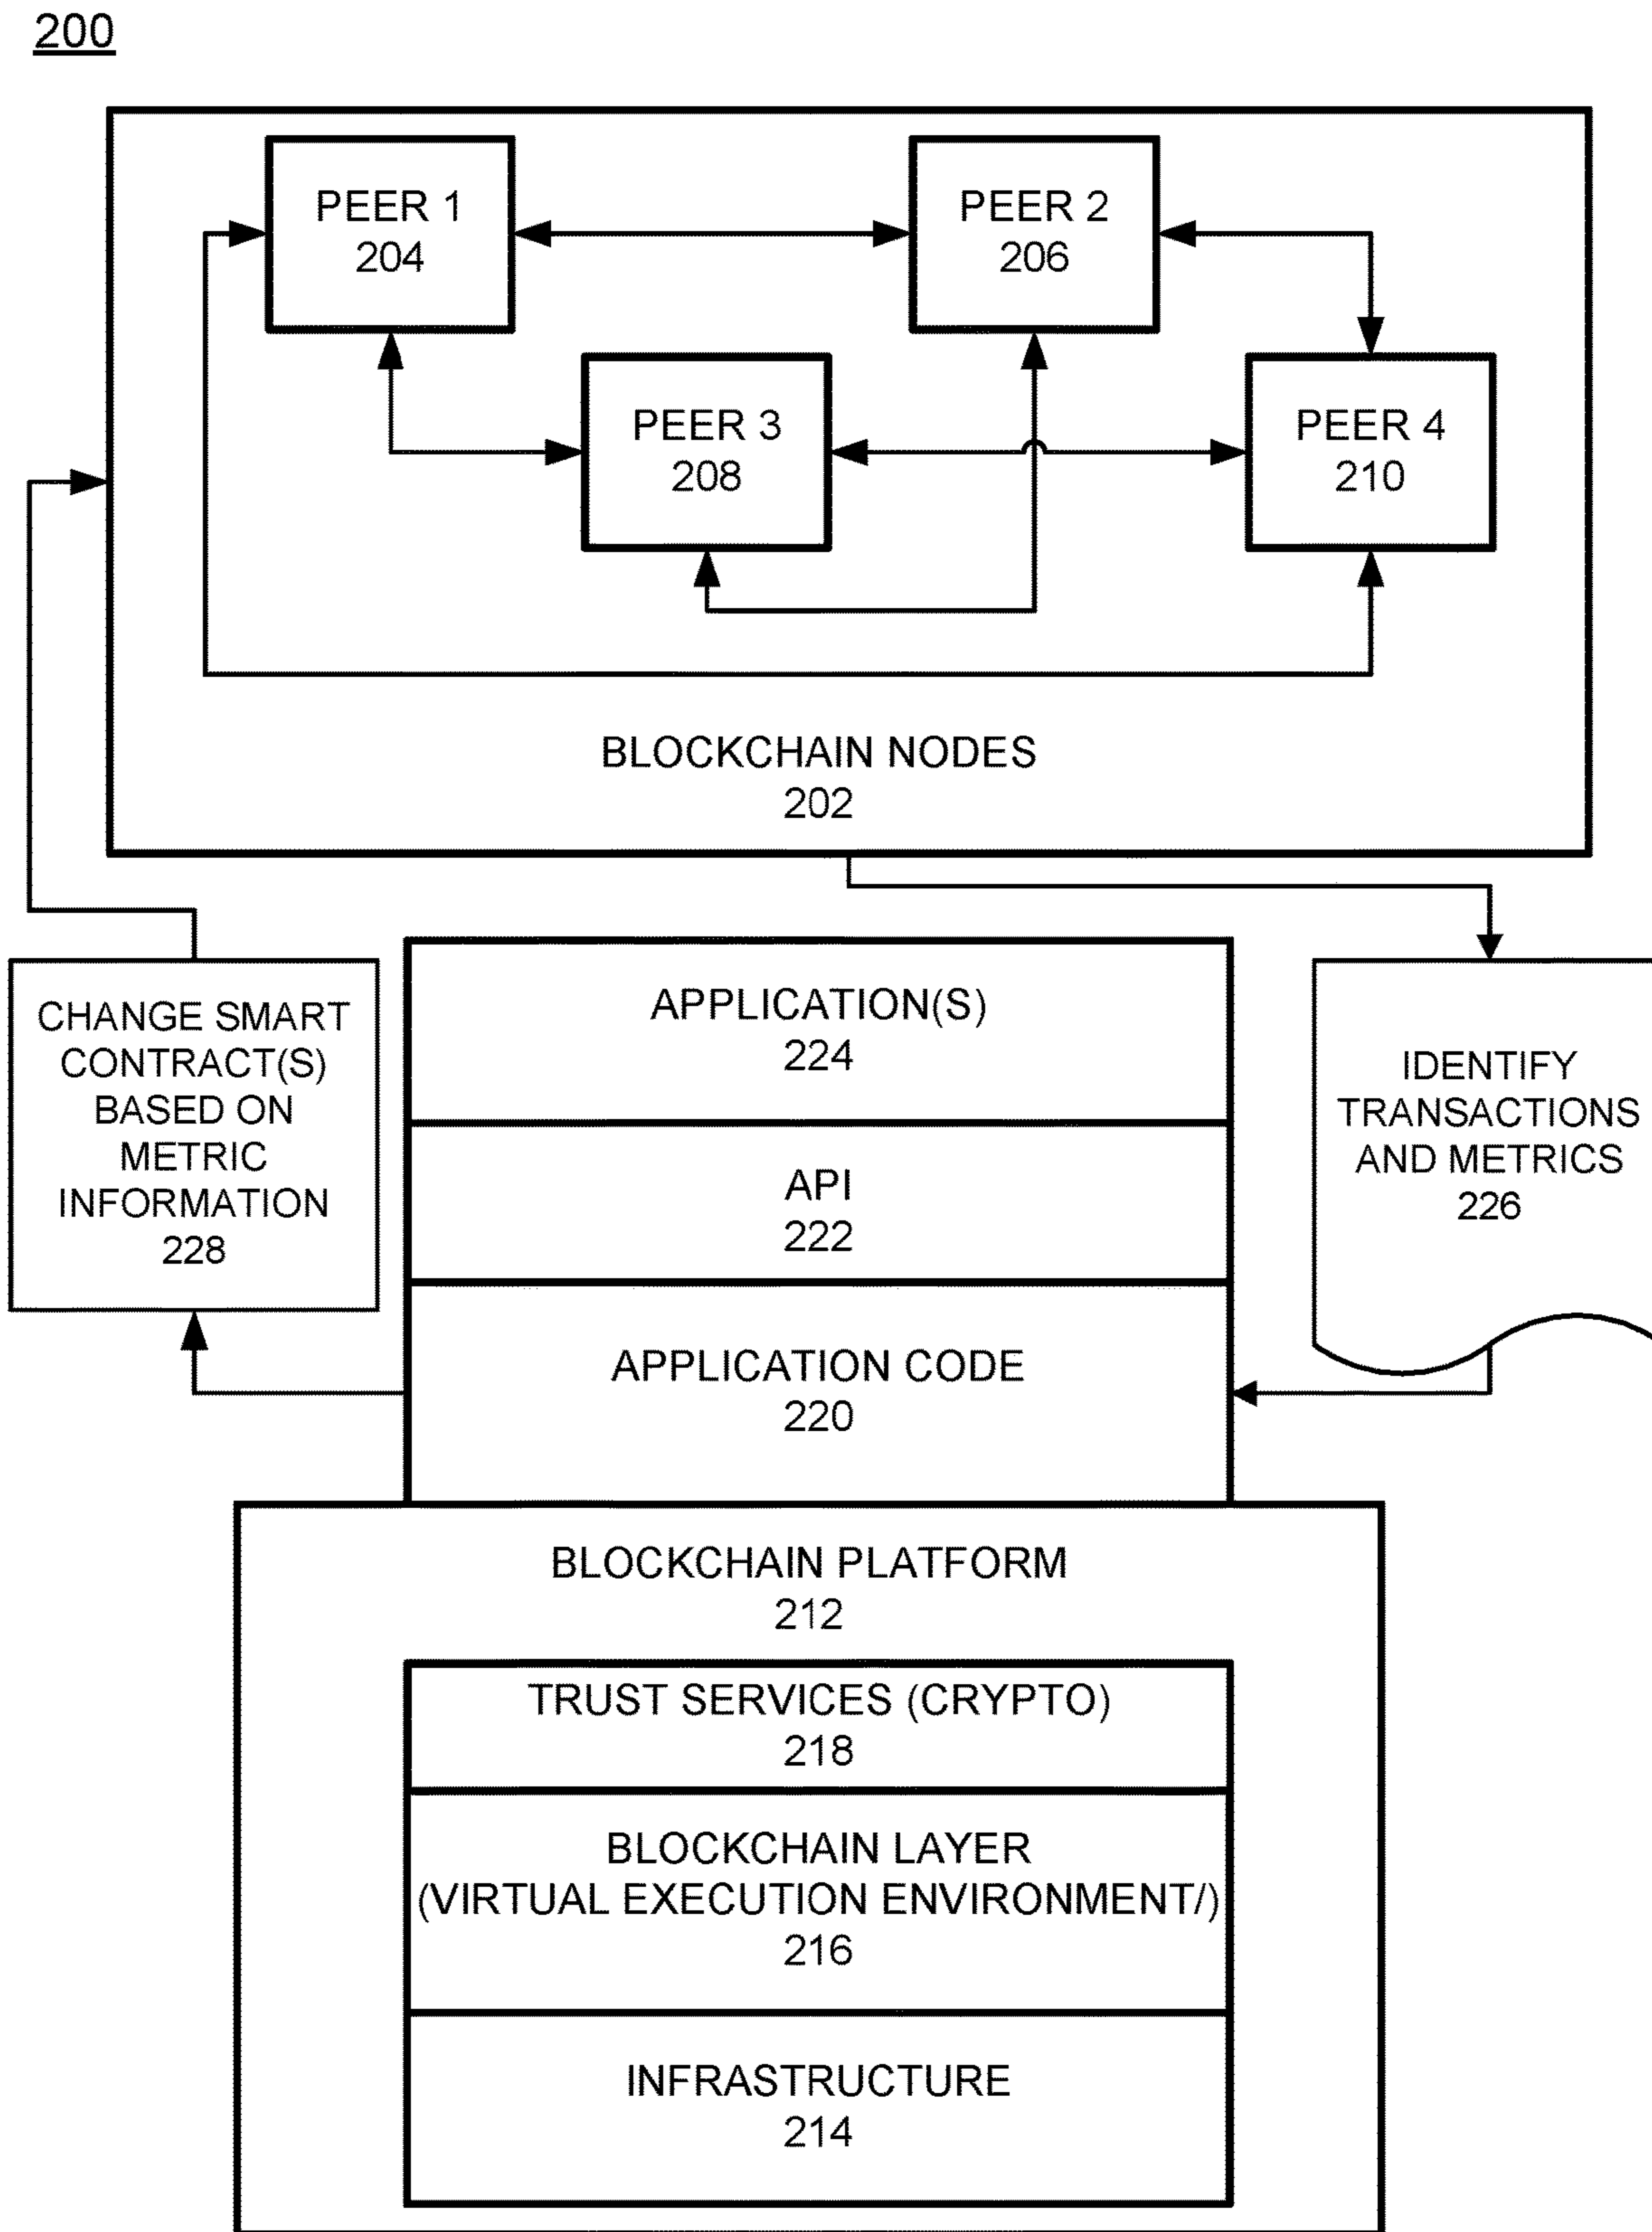 200
PEER 1
204
PEER 2
206
PEER 3
208
PEER 4
210
BLOCKCHAIN NODES
202
CHANGE SMART
CONTRACT(S)
BASED ON
METRIC
INFORMATION
228
APPLICATION(S)
224
API
222
APPLICATION CODE
220
IDENTIFY
TRANSACTIONS
AND METRICS
226
BLOCKCHAIN PLATFORM
212
TRUST SERVICES (CRYPTO)
218
BLOCKCHAIN LAYER
(VIRTUAL EXECUTION ENVIRONMENT/)
216
INFRASTRUCTURE
214